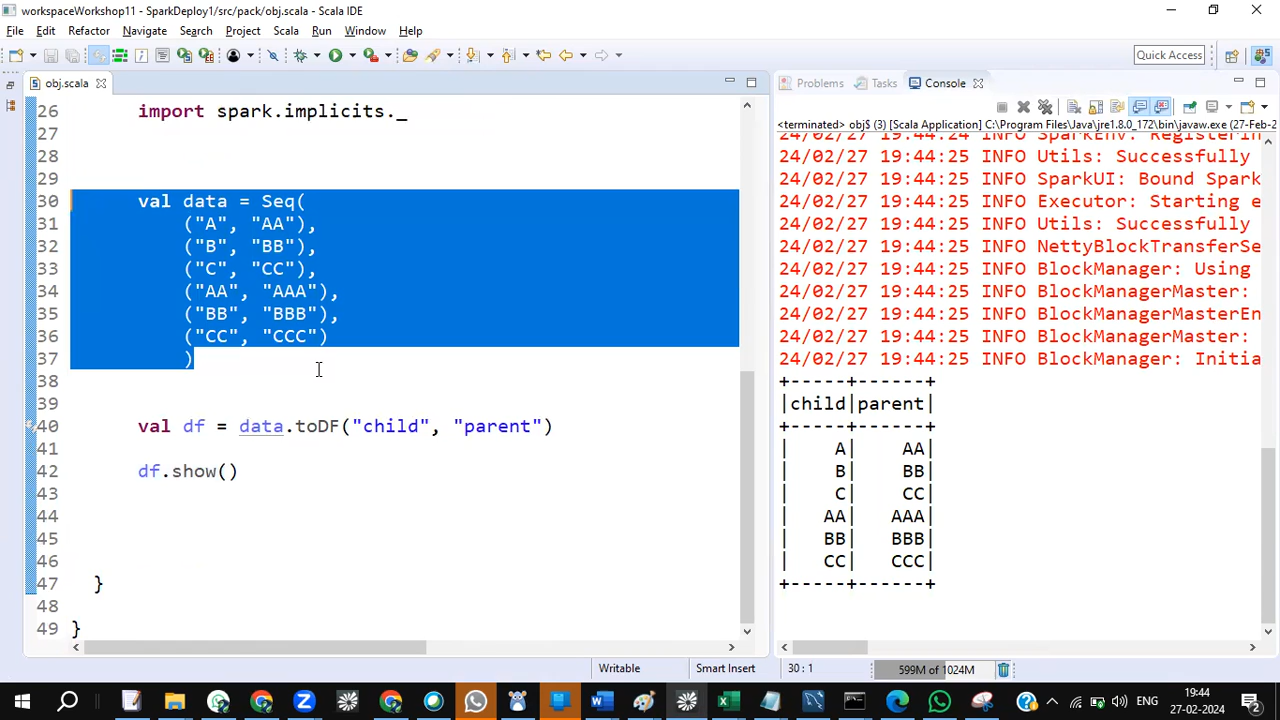 workspaceWorkshop11 - SparkDeploy1/src/pack/obj.scala - Scala IDE
File Edit Refactor Navigate Search Project Scala Run Window Help
Quick Access
obj.scala
26 import spark.implicits._
27
28
29
30 val data = Seq(
31 ("A", "AA"),
32 ("B", "BB"),
33 ("C", "CC"),
34 ("AA", "AAA"),
35 ("BB", "BBB"),
36 ("CC", "CCC")
37 )
38
39
40 val df = data.toDF("child", "parent")
41
42 df.show()
43
44
45
46
47 }
48
49 }
Problems Tasks Console
<terminated> obj$ (3) [Scala Application] C:\Program Files\Java\jre1.8.0_172\bin\javaw.exe (27-Feb-2
24/02/27 19:44:24 INFO SparkEnv: Registerin
24/02/27 19:44:25 INFO Utils: Successfully
24/02/27 19:44:25 INFO SparkUI: Bound Spark
24/02/27 19:44:25 INFO Executor: Starting e
24/02/27 19:44:25 INFO Utils: Successfully
24/02/27 19:44:25 INFO NettyBlockTransferSe
24/02/27 19:44:25 INFO BlockManager: Using
24/02/27 19:44:25 INFO BlockManagerMaster:
24/02/27 19:44:25 INFO BlockManagerMasterEn
24/02/27 19:44:25 INFO BlockManagerMaster:
24/02/27 19:44:25 INFO BlockManager: Initia
+-----+------+
|child|parent|
+-----+------+
|    A|    AA|
|    B|    BB|
|    C|    CC|
|   AA|   AAA|
|   BB|   BBB|
|   CC|   CCC|
+-----+------+
Writable Smart Insert 30 : 1 599M of 1024M
ENG 19:44
27-02-2024 2